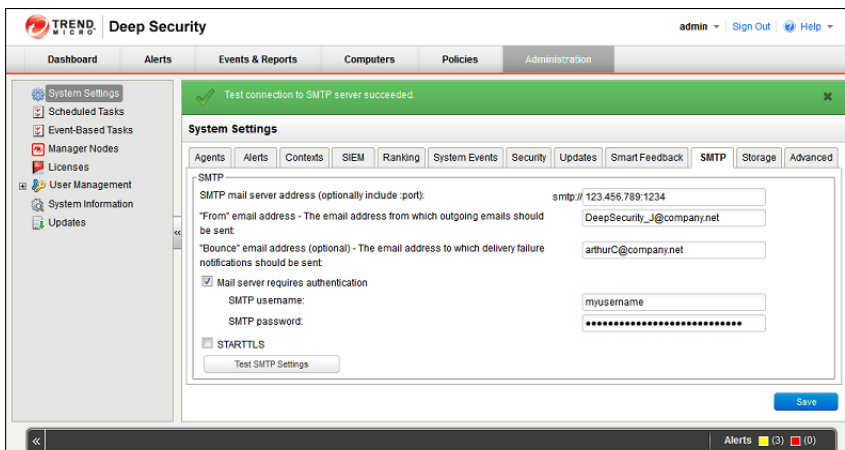 TREND MICRO Deep Security
admin Sign Out Help
Dashboard Alerts Events & Reports Computers Policies Administration
System Settings
Scheduled Tasks
Event-Based Tasks
Manager Nodes
Licenses
User Management
System Information
Updates
Test connection to SMTP server succeeded.
System Settings
Agents Alerts Contexts SIEM Ranking System Events Security Updates Smart Feedback SMTP Storage Advanced
SMTP
SMTP mail server address (optionally include :port): smtp:// 123.456.789:1234
"From" email address - The email address from which outgoing emails should DeepSecurity_J@company.net
be sent:
"Bounce" email address (optional) - The email address to which delivery failure arthurC@company.net
notifications should be sent:
Mail server requires authentication
SMTP username: myusername
SMTP password:
STARTTLS
Test SMTP Settings
Save
Alerts (3) (0)